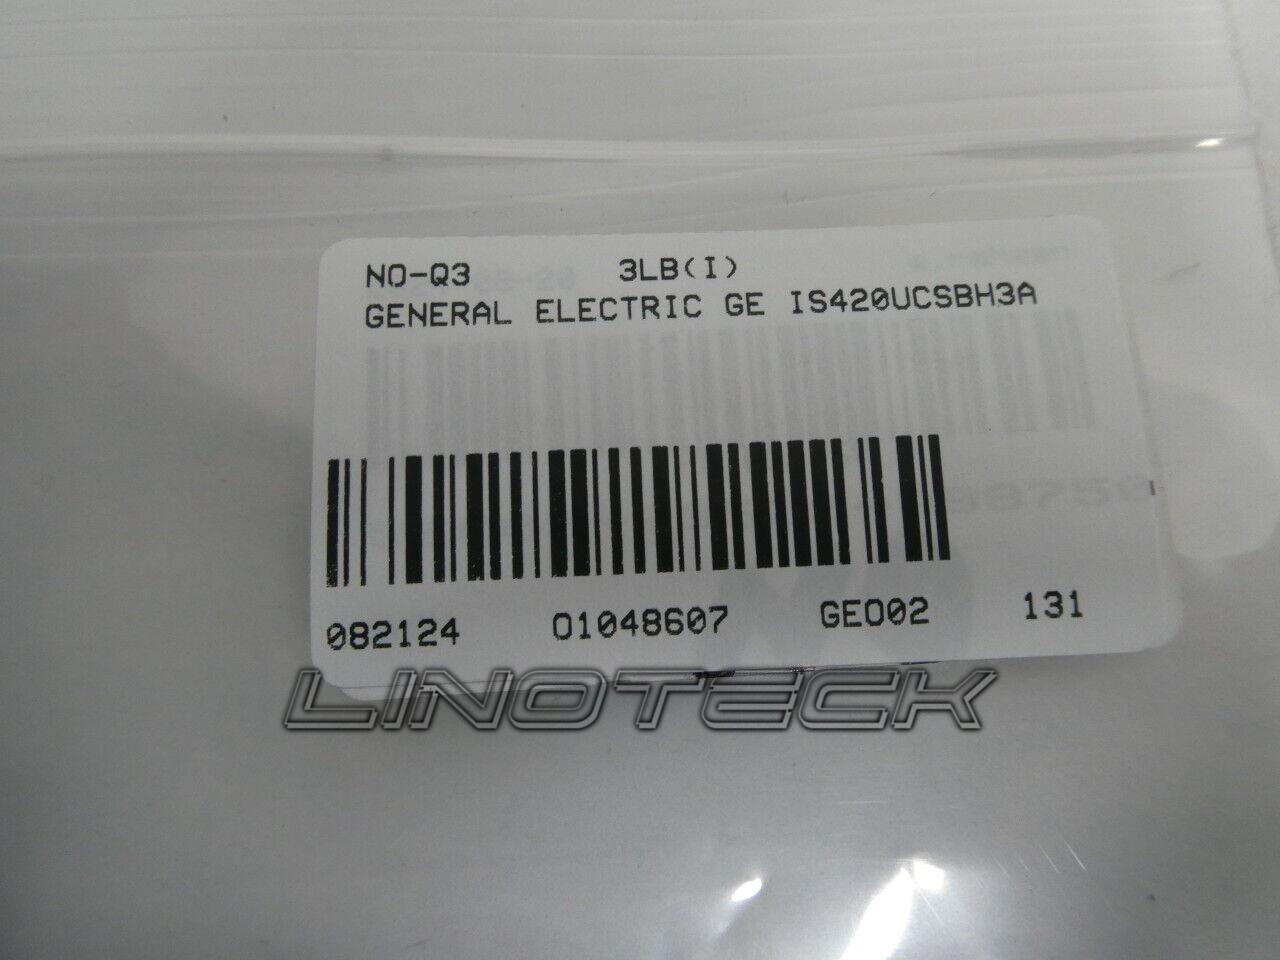 NO-Q3 3LB(I)
GENERAL ELECTRIC GE IS420UCSBH3A
082124 01048607 GE002 131
LINOTECK